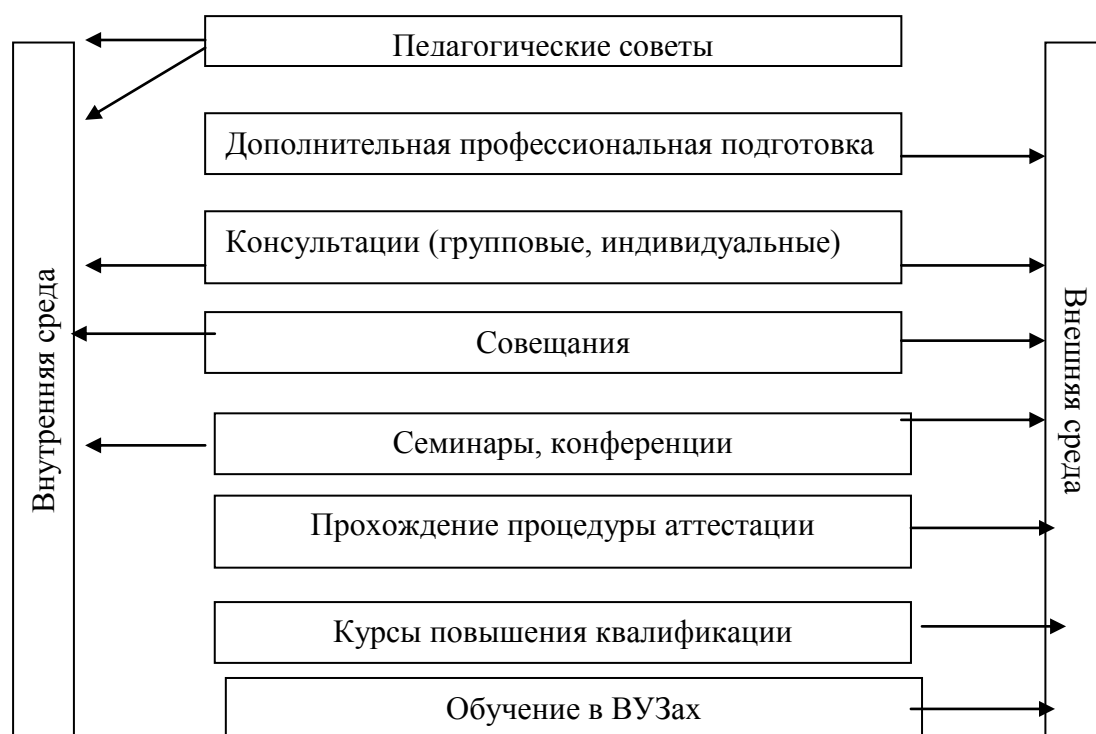 Педагогические советы
Дополнительная профессиональная подготовка
Консультации (групповые, индивидуальные)
Совещания
Семинары, конференции
Прохождение процедуры аттестации
Курсы повышения квалификации
Обучение в ВУЗах
Внутренняя среда
Внешняя среда